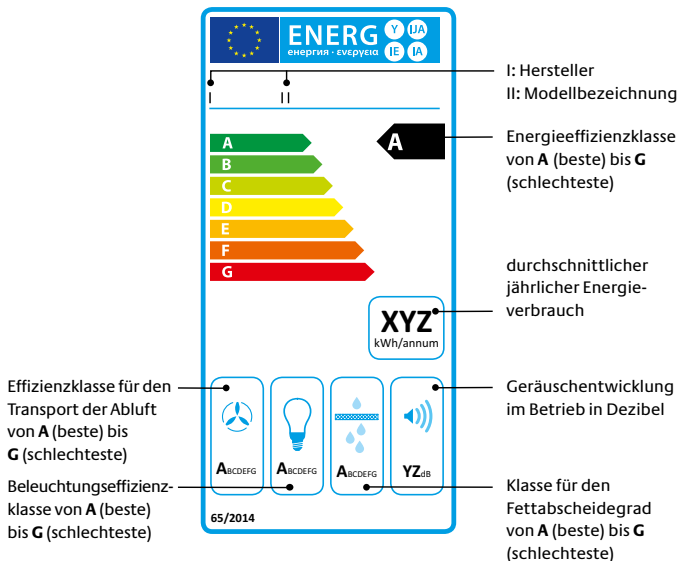 ENERG Y IJA
енергия · ενεργεια IE IA
I II
I: Hersteller
II: Modellbezeichnung
A
B
C
D
E
F
G
A
Energieeffizienzklasse
von A (beste) bis G
(schlechteste)
XYZ
kWh/annum
durchschnittlicher
jährlicher Energie-
verbrauch
Effizienzklasse für den
Transport der Abluft
von A (beste) bis
G (schlechteste)
Beleuchtungseffizienz-
klasse von A (beste)
bis G (schlechteste)
ABCDEFG
ABCDEFG
ABCDEFG
YZdB
65/2014
Geräuschentwicklung
im Betrieb in Dezibel
Klasse für den
Fettabscheidegrad
von A (beste) bis G
(schlechteste)